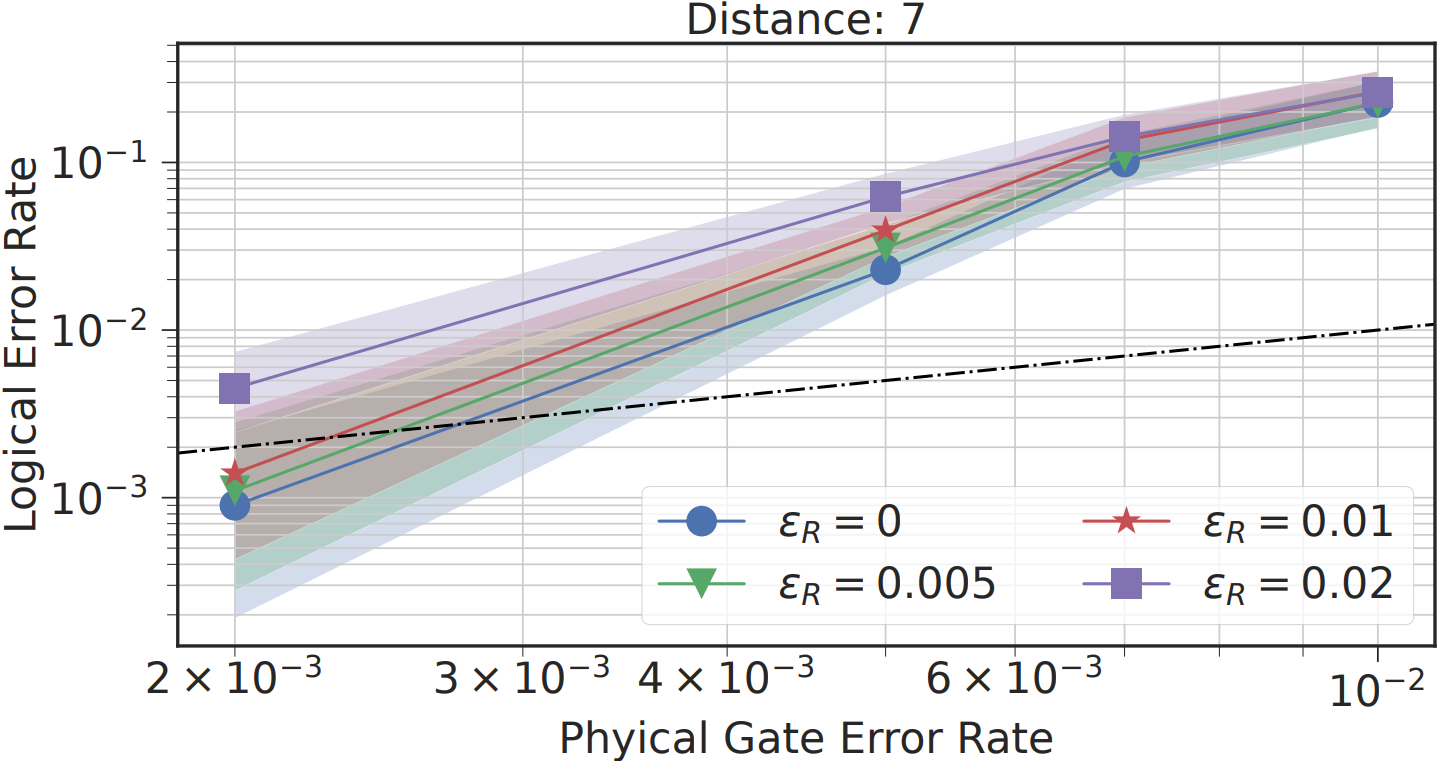 Distance: 7
Logical Error Rate
10⁻¹
10⁻²
10⁻³
ε_R = 0
ε_R = 0.01
ε_R = 0.005
ε_R = 0.02
2 × 10⁻³
3 × 10⁻³
4 × 10⁻³
6 × 10⁻³
10⁻²
Phyical Gate Error Rate